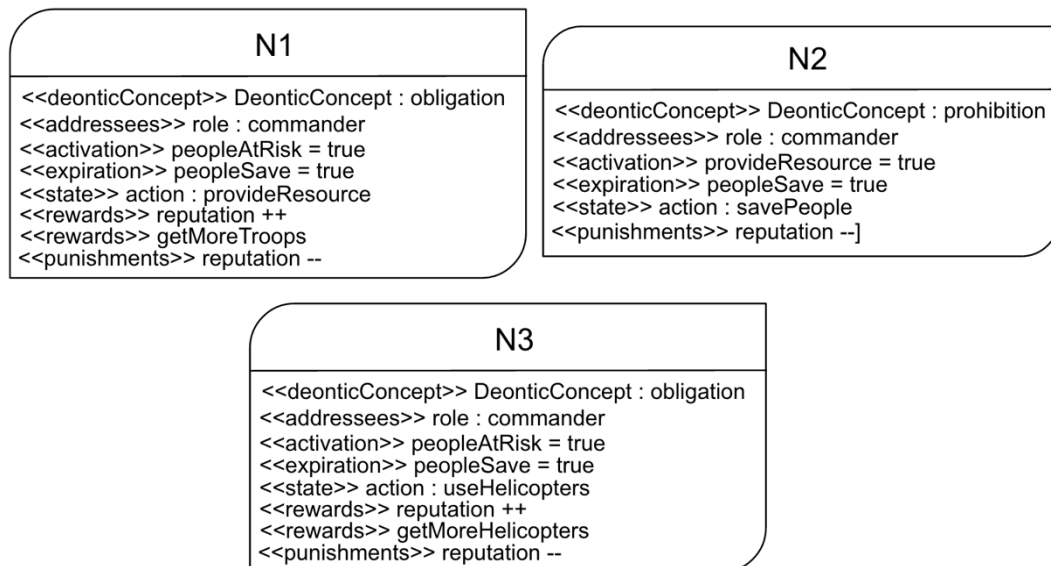 N1
<<deonticConcept>> DeonticConcept : obligation
<<addressees>> role : commander
<<activation>> peopleAtRisk = true
<<expiration>> peopleSave = true
<<state>> action : provideResource
<<rewards>> reputation ++
<<rewards>> getMoreTroops
<<punishments>> reputation --
N2
<<deonticConcept>> DeonticConcept : prohibition
<<addressees>> role : commander
<<activation>> provideResource = true
<<expiration>> peopleSave = true
<<state>> action : savePeople
<<punishments>> reputation --]
N3
<<deonticConcept>> DeonticConcept : obligation
<<addressees>> role : commander
<<activation>> peopleAtRisk = true
<<expiration>> peopleSave = true
<<state>> action : useHelicopters
<<rewards>> reputation ++
<<rewards>> getMoreHelicopters
<<punishments>> reputation --